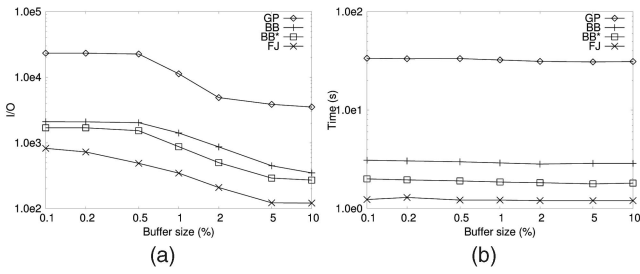 1.0e5
GP
BB
BB*
FJ
1.0e4
I/O
1.0e3
1.0e2
0.1 0.2 0.5 1 2 5 10
Buffer size (%)
(a)
1.0e2
GP
BB
BB*
FJ
Time (s)
1.0e1
1.0e0
0.1 0.2 0.5 1 2 5 10
Buffer size (%)
(b)